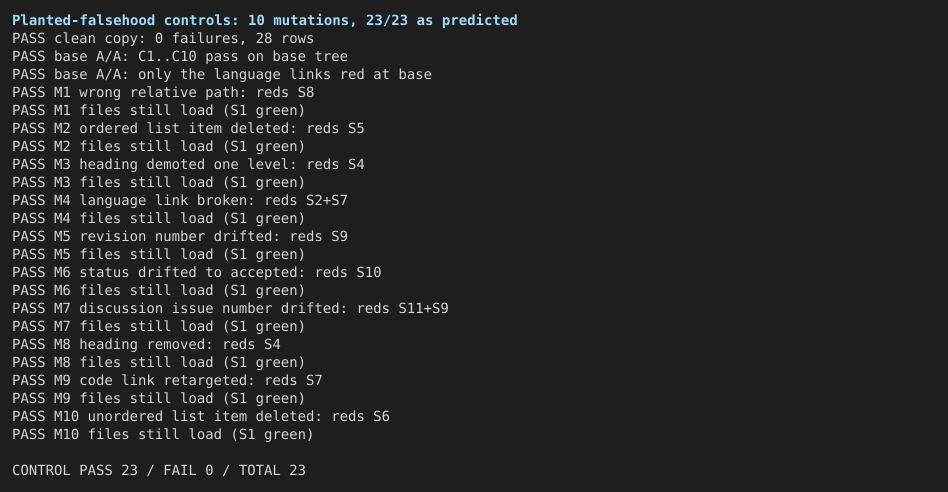 Planted-falsehood controls: 10 mutations, 23/23 as predicted
PASS clean copy: 0 failures, 28 rows
PASS base A/A: C1..C10 pass on base tree
PASS base A/A: only the language links red at base
PASS M1 wrong relative path: reds S8
PASS M1 files still load (S1 green)
PASS M2 ordered list item deleted: reds S5
PASS M2 files still load (S1 green)
PASS M3 heading demoted one level: reds S4
PASS M3 files still load (S1 green)
PASS M4 language link broken: reds S2+S7
PASS M4 files still load (S1 green)
PASS M5 revision number drifted: reds S9
PASS M5 files still load (S1 green)
PASS M6 status drifted to accepted: reds S10
PASS M6 files still load (S1 green)
PASS M7 discussion issue number drifted: reds S11+S9
PASS M7 files still load (S1 green)
PASS M8 heading removed: reds S4
PASS M8 files still load (S1 green)
PASS M9 code link retargeted: reds S7
PASS M9 files still load (S1 green)
PASS M10 unordered list item deleted: reds S6
PASS M10 files still load (S1 green)
CONTROL PASS 23 / FAIL 0 / TOTAL 23